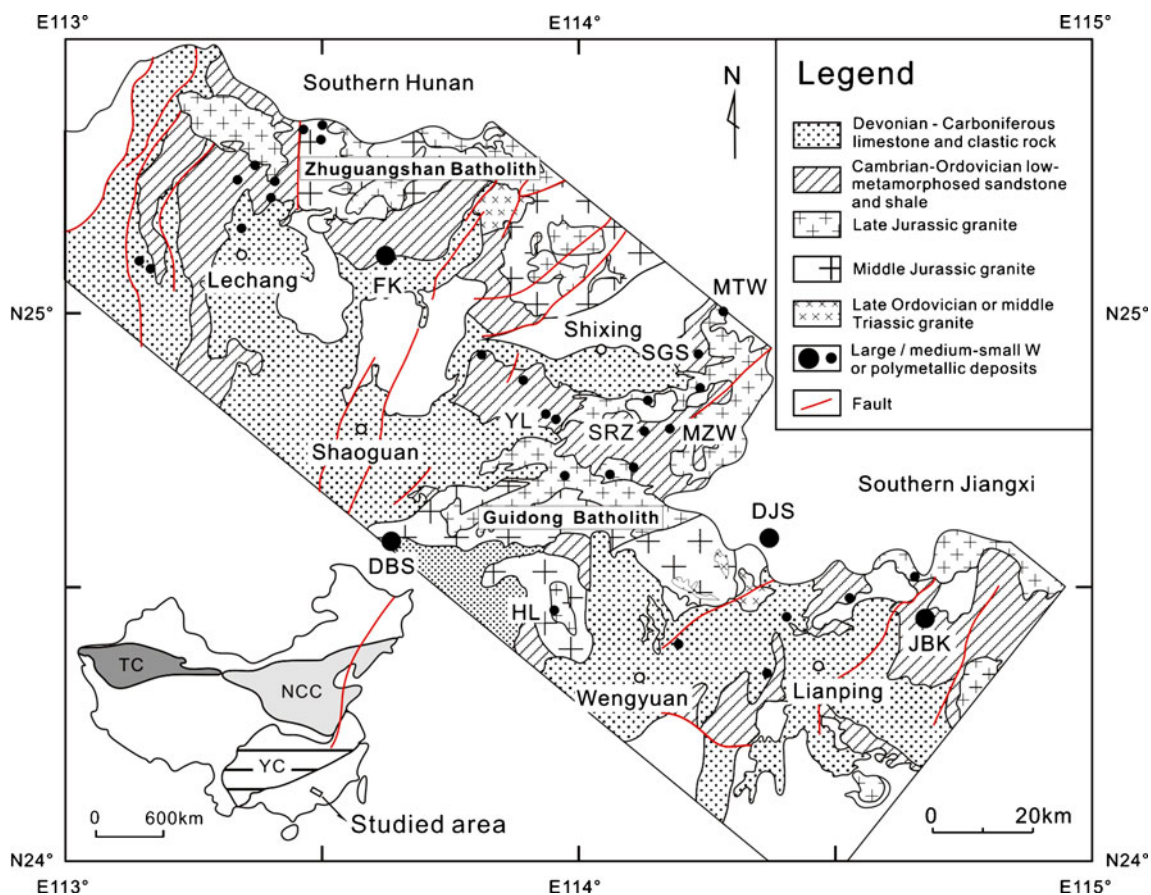 E113°
E114°
E115°
Southern Hunan
N
Legend
Devonian - Carboniferous
limestone and clastic rock
Cambrian-Ordovician low-
metamorphosed sandstone
and shale
Late Jurassic granite
Middle Jurassic granite
Late Ordovician or middle
Triassic granite
Large / medium-small W
or polymetallic deposits
Fault
Zhuguangshan Batholith
Lechang
FK
MTW
N25°
N25°
Shixing
SGS
YL
SRZ
MZW
Shaoguan
Southern Jiangxi
Guidong Batholith
DJS
DBS
HL
JBK
Wengyuan
Lianping
TC
NCC
YC
Studied area
0
600km
0
20km
N24°
N24°
E113°
E114°
E115°